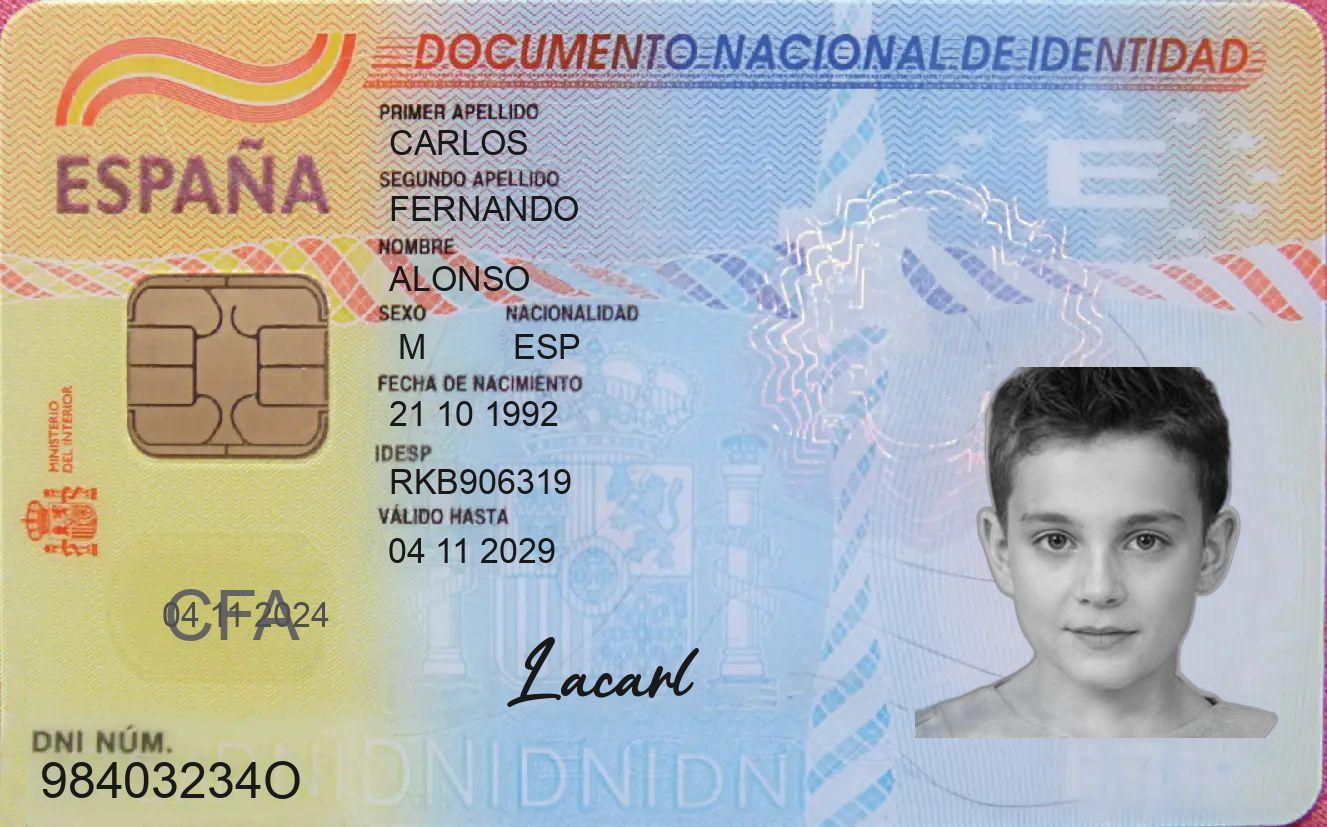 DOCUMENTO NACIONAL DE IDENTIDAD
ESPAÑA
PRIMER APELLIDO
CARLOS
SEGUNDO APELLIDO
FERNANDO
NOMBRE
ALONSO
SEXO NACIONALIDAD
M ESP
FECHA DE NACIMIENTO
21 10 1992
IDESP
RKB906319
VÁLIDO HASTA
04 11 2029
MINISTERIO
DEL INTERIOR
E
04 11 2024
CFA
Lacarl
DNI NÚM.
98403234O
DNIDNIDNIDNI